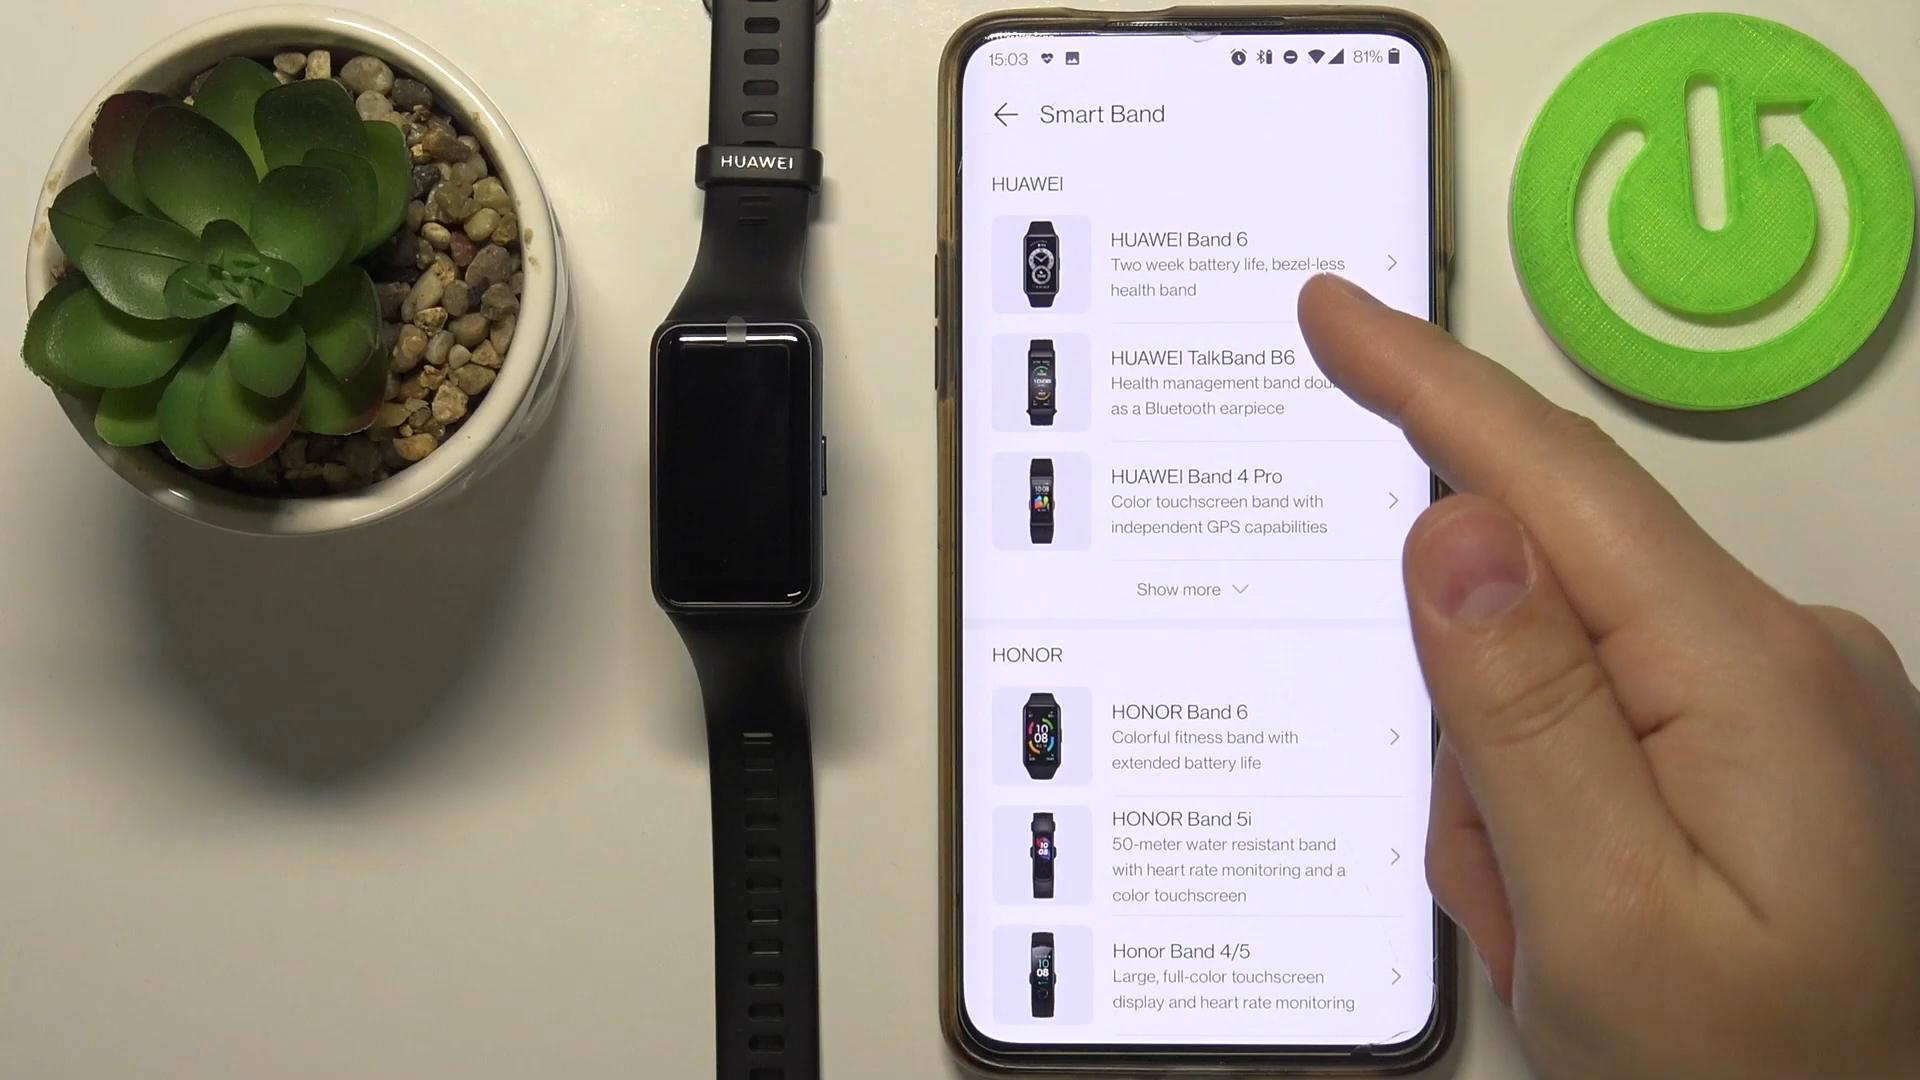 HUAWEI
15:03
81%
Smart Band
HUAWEI
HUAWEI Band 6
Two week battery life, bezel-less
health band
HUAWEI TalkBand B6
Health management band
as a Bluetooth earpiece
HUAWEI Band 4 Pro
Color touchscreen band with
independent GPS capabilities
Show more
HONOR
HONOR Band 6
Colorful fitness band with
extended battery life
HONOR Band 5i
50-meter water resistant band
with heart rate monitoring and a
color touchscreen
Honor Band 4/5
Large, full-color touchscreen
display and heart rate monitoring